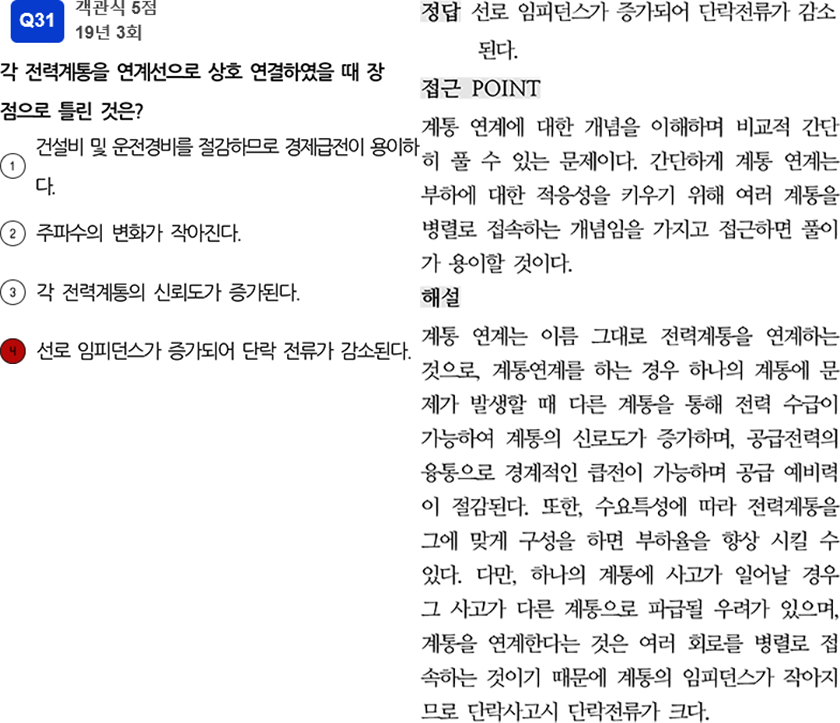 Q31
객관식 5점
19년 3회
각 전력계통을 연계선으로 상호 연결하였을 때 장
점으로 틀린 것은?
① 건설비 및 운전경비를 절감하므로 경제급전이 용이하
다.
② 주파수의 변화가 작아진다.
③ 각 전력계통의 신뢰도가 증가된다.
④ 선로 임피던스가 증가되어 단락 전류가 감소된다.
정답 선로 임피던스가 증가되어 단락전류가 감소
된다.
접근 POINT
계통 연계에 대한 개념을 이해하며 비교적 간단
히 풀 수 있는 문제이다. 간단하게 계통 연계는
부하에 대한 적응성을 키우기 위해 여러 계통을
병렬로 접속하는 개념임을 가지고 접근하면 풀이
가 용이할 것이다.
해설
계통 연계는 이름 그대로 전력계통을 연계하는
것으로, 계통연계를 하는 경우 하나의 계통에 문
제가 발생할 때 다른 계통을 통해 전력 수급이
가능하여 계통의 신로도가 증가하며, 공급전력의
융통으로 경계적인 급전이 가능하며 공급 예비력
이 절감된다. 또한, 수요특성에 따라 전력계통을
그에 맞게 구성을 하면 부하율을 향상 시킬 수
있다. 다만, 하나의 계통에 사고가 일어날 경우
그 사고가 다른 계통으로 파급될 우려가 있으며,
계통을 연계한다는 것은 여러 회로를 병렬로 접
속하는 것이기 때문에 계통의 임피던스가 작아지
므로 단락사고시 단락전류가 크다.